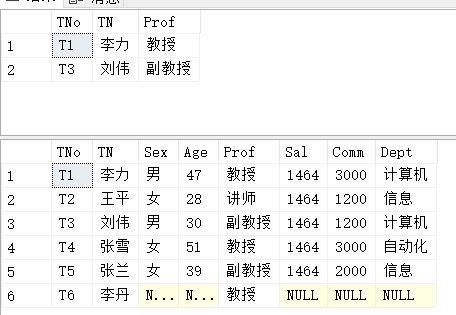 TNo TN Prof
1 T1 李力 教授
2 T3 刘伟 副教授
TNo TN Sex Age Prof Sal Comm Dept
1 T1 李力 男 47 教授 1464 3000 计算机
2 T2 王平 女 28 讲师 1464 1200 信息
3 T3 刘伟 男 30 副教授 1464 1200 计算机
4 T4 张雪 女 51 教授 1464 3000 自动化
5 T5 张兰 女 39 副教授 1464 2000 信息
6 T6 李丹 N... N... 教授 NULL NULL NULL